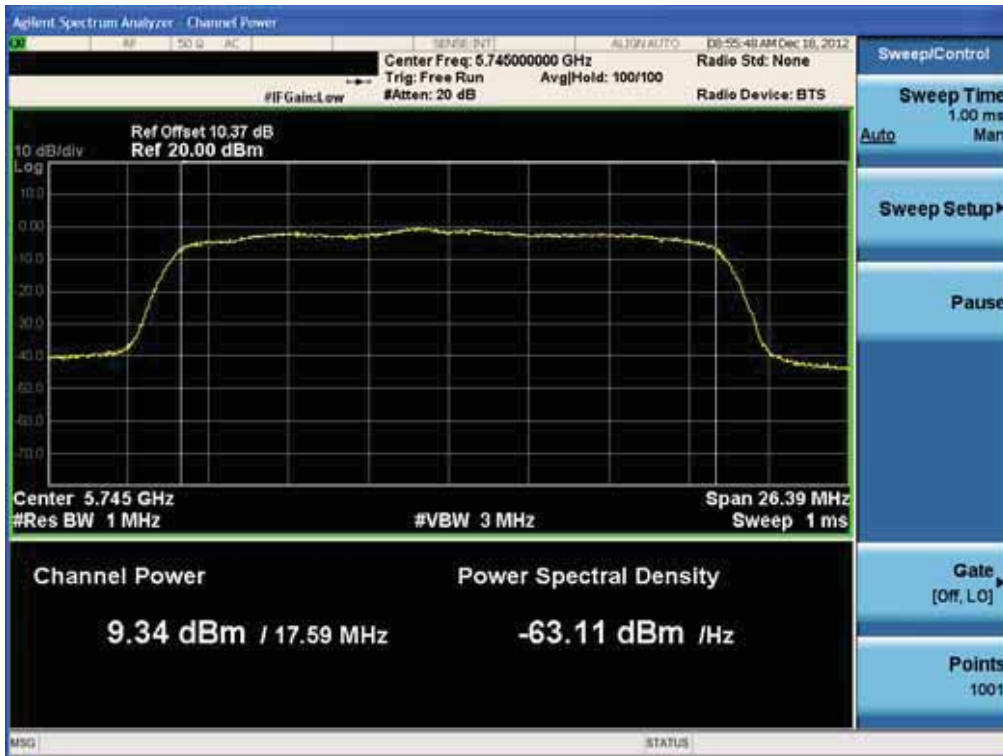 Agilent Spectrum Analyzer - Channel Power
RF 50 Ω AC SENSE:INT ALIGN AUTO 08:55:48 AM Dec 18, 2012
Center Freq: 5.745000000 GHz Radio Std: None
Trig: Free Run Avg|Hold: 100/100
#IFGain:Low #Atten: 20 dB Radio Device: BTS
Ref Offset 10.37 dB
10 dB/div Ref 20.00 dBm
Log
10.0
0.00
-10.0
-20.0
-30.0
-40.0
-50.0
-60.0
-70.0
Center 5.745 GHz Span 26.39 MHz
#Res BW 1 MHz #VBW 3 MHz Sweep 1 ms
Channel Power Power Spectral Density
9.34 dBm / 17.59 MHz -63.11 dBm /Hz
MSG STATUS
Sweep/Control
Sweep Time
1.00 ms
Auto Man
Sweep Setup
Pause
Gate
[Off, LO]
Points
1001